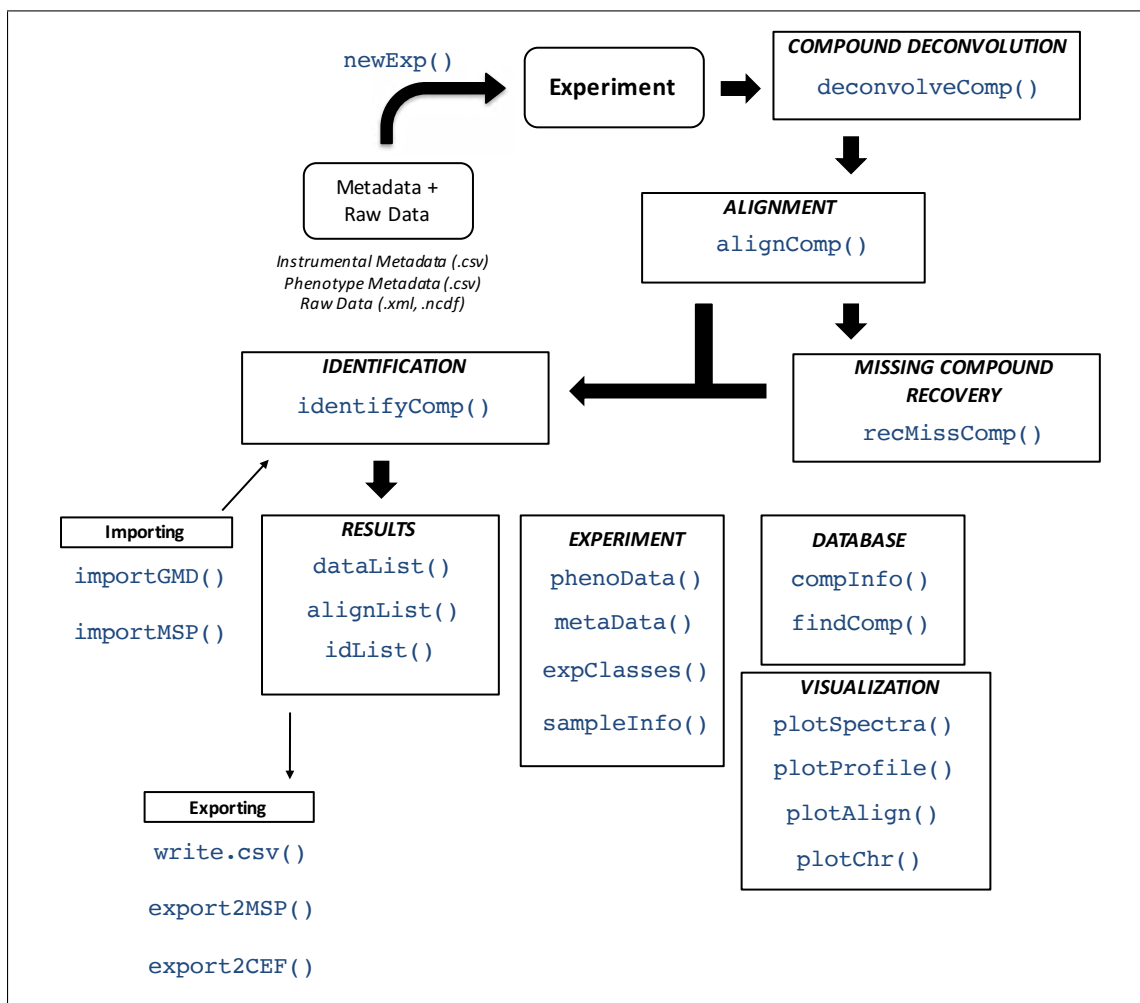 newExp()
Experiment
COMPOUND DECONVOLUTION
deconvolveComp()
Metadata +
Raw Data
Instrumental Metadata (.csv)
Phenotype Metadata (.csv)
Raw Data (.xml, .ncdf)
ALIGNMENT
alignComp()
IDENTIFICATION
identifyComp()
MISSING COMPOUND
RECOVERY
recMissComp()
Importing
importGMD()
importMSP()
RESULTS
dataList()
alignList()
idList()
EXPERIMENT
phenoData()
metaData()
expClasses()
sampleInfo()
DATABASE
compInfo()
findComp()
VISUALIZATION
plotSpectra()
plotProfile()
plotAlign()
plotChr()
Exporting
write.csv()
export2MSP()
export2CEF()